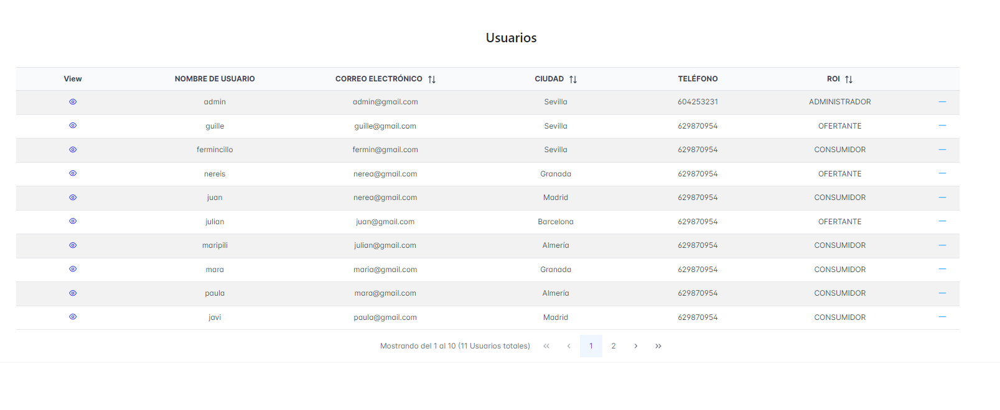 Usuarios
View NOMBRE DE USUARIO CORREO ELECTRÓNICO CIUDAD TELÉFONO ROl
admin admin@gmail.com Sevilla 604253231 ADMINISTRADOR
guille guille@gmail.com Sevilla 629870954 OFERTANTE
fermincillo fermin@gmail.com Sevilla 629870954 CONSUMIDOR
nereis nerea@gmail.com Granada 629870954 OFERTANTE
juan nerea@gmail.com Madrid 629870954 CONSUMIDOR
julian juan@gmail.com Barcelona 629870954 OFERTANTE
maripili julian@gmail.com Almería 629870954 CONSUMIDOR
mara maria@gmail.com Granada 629870954 CONSUMIDOR
paula mara@gmail.com Almería 629870954 CONSUMIDOR
javi paula@gmail.com Madrid 629870954 CONSUMIDOR
Mostrando del 1 al 10 (11 Usuarios totales) « ‹ 1 2 › »